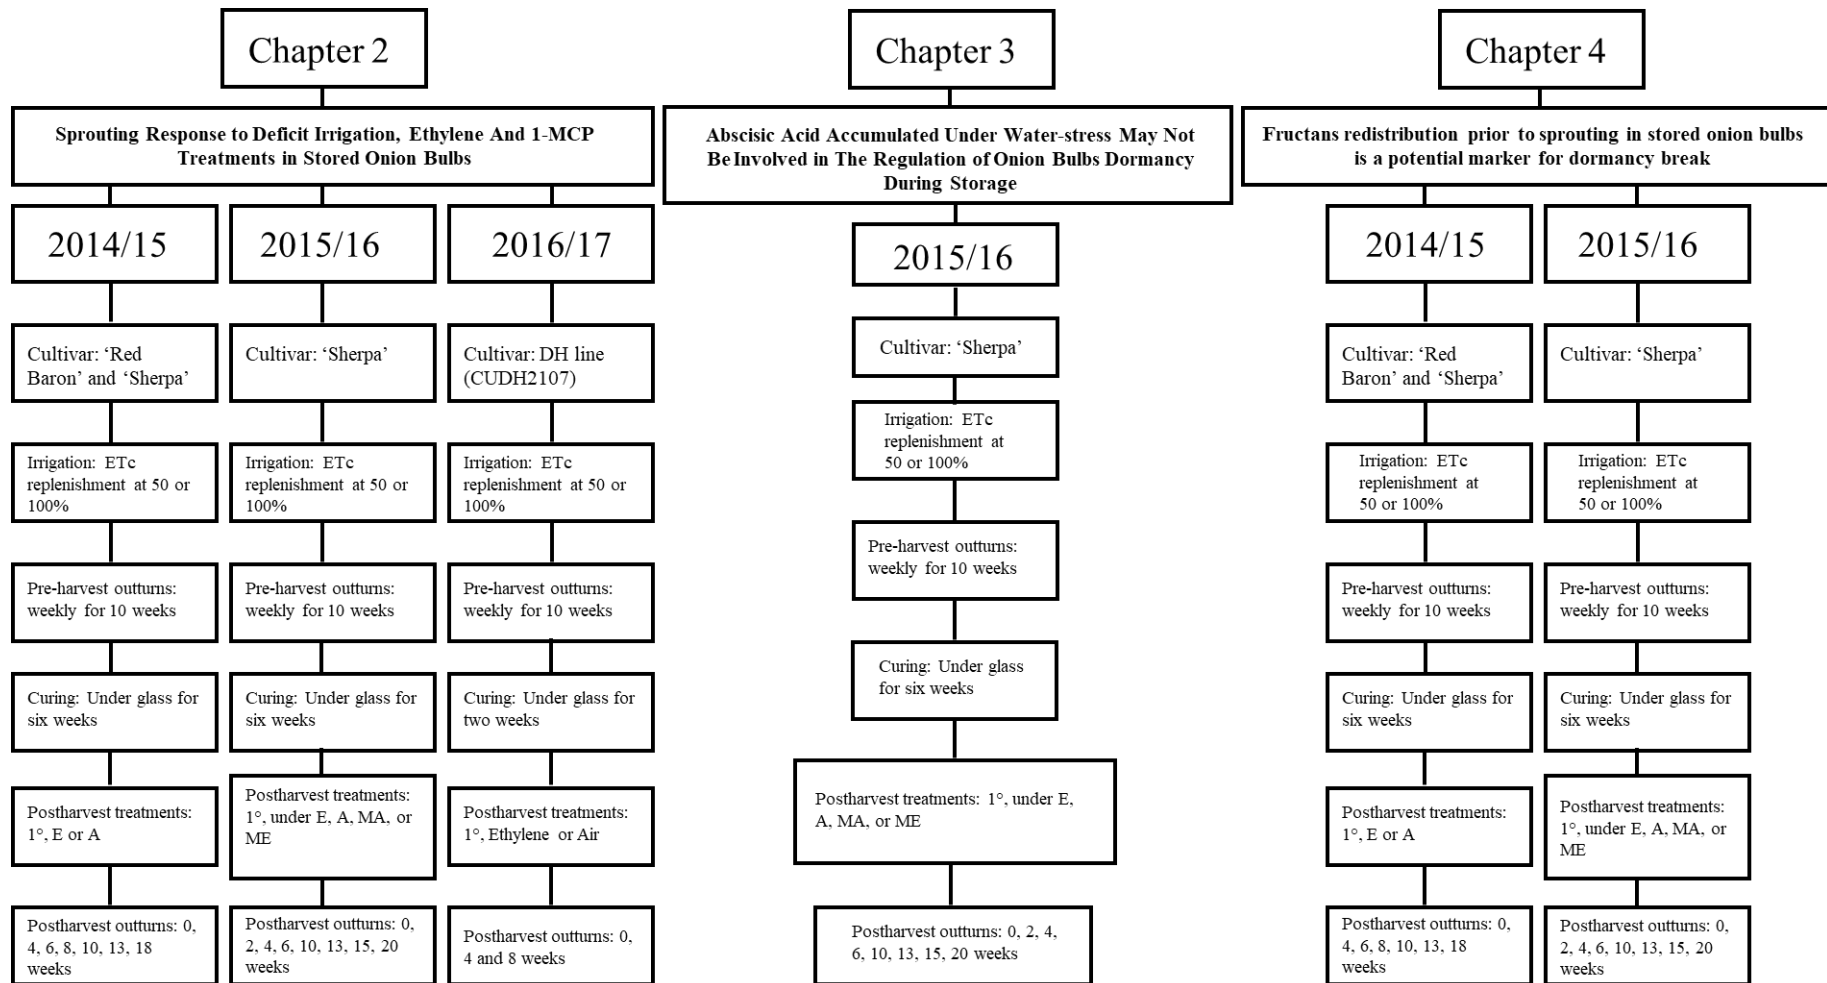 Chapter 2
Sprouting Response to Deficit Irrigation, Ethylene And 1-MCP
Treatments in Stored Onion Bulbs
2014/15
Cultivar: ‘Red
Baron’ and ‘Sherpa’
Irrigation: ETc
replenishment at 50 or
100%
Pre-harvest outturns:
weekly for 10 weeks
Curing: Under glass for
six weeks
Postharvest treatments:
1°, E or A
Postharvest outturns: 0,
4, 6, 8, 10, 13, 18
weeks
2015/16
Cultivar: ‘Sherpa’
Irrigation: ETc
replenishment at 50 or
100%
Pre-harvest outturns:
weekly for 10 weeks
Curing: Under glass for
six weeks
Postharvest treatments:
1°, under E, A, MA, or
ME
Postharvest outturns: 0,
2, 4, 6, 10, 13, 15, 20
weeks
2016/17
Cultivar: DH line
(CUDH2107)
Irrigation: ETc
replenishment at 50 or
100%
Pre-harvest outturns:
weekly for 10 weeks
Curing: Under glass for
two weeks
Postharvest treatments:
1°, Ethylene or Air
Postharvest outturns: 0,
4 and 8 weeks
Chapter 3
Abscisic Acid Accumulated Under Water-stress May Not
Be Involved in The Regulation of Onion Bulbs Dormancy
During Storage
2015/16
Cultivar: ‘Sherpa’
Irrigation: ETc
replenishment at
50 or 100%
Pre-harvest outturns:
weekly for 10 weeks
Curing: Under glass
for six weeks
Postharvest treatments: 1°, under E,
A, MA, or ME
Postharvest outturns: 0, 2, 4,
6, 10, 13, 15, 20 weeks
Chapter 4
Fructans redistribution prior to sprouting in stored onion bulbs
is a potential marker for dormancy break
2014/15
Cultivar: ‘Red
Baron’ and ‘Sherpa’
Irrigation: ETc
replenishment at
50 or 100%
Pre-harvest outturns:
weekly for 10 weeks
Curing: Under glass for
six weeks
Postharvest treatments:
1°, E or A
Postharvest outturns: 0,
4, 6, 8, 10, 13, 18
weeks
2015/16
Cultivar: ‘Sherpa’
Irrigation: ETc
replenishment at
50 or 100%
Pre-harvest outturns:
weekly for 10 weeks
Curing: Under glass for
six weeks
Postharvest treatments:
1°, under E, A, MA, or
ME
Postharvest outturns: 0,
2, 4, 6, 10, 13, 15, 20
weeks